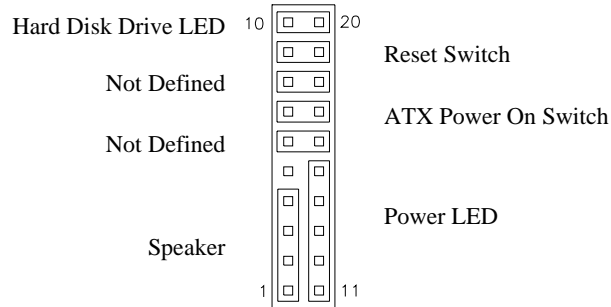 Hard Disk Drive LED
10
20
Reset Switch
Not Defined
ATX Power On Switch
Not Defined
Power LED
Speaker
1
11